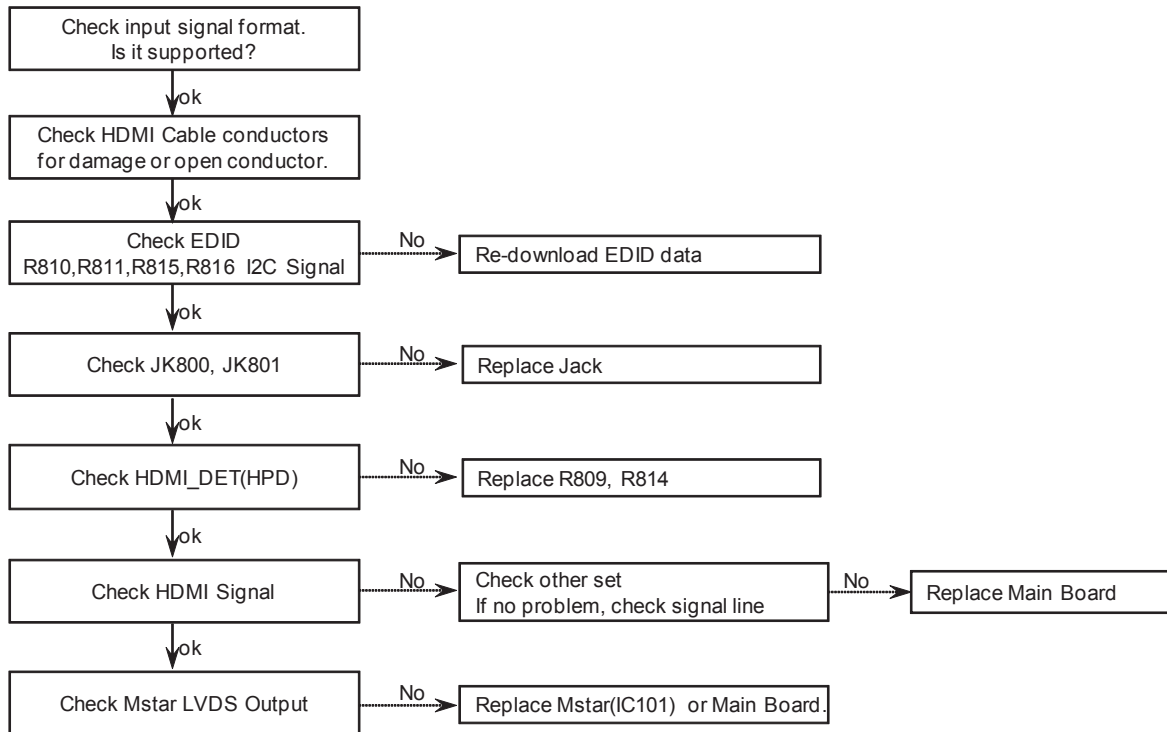 Check input signal format.
Is it supported?
ok
Check HDMI Cable conductors
for damage or open conductor.
ok
Check EDID
R810,R811,R815,R816 I2C Signal
No
Re-download EDID data
ok
Check JK800, JK801
No
Replace Jack
ok
Check HDMI_DET(HPD)
No
Replace R809, R814
ok
Check HDMI Signal
No
Check other set
If no problem, check signal line
No
Replace Main Board
ok
Check Mstar LVDS Output
No
Replace Mstar(IC101) or Main Board.